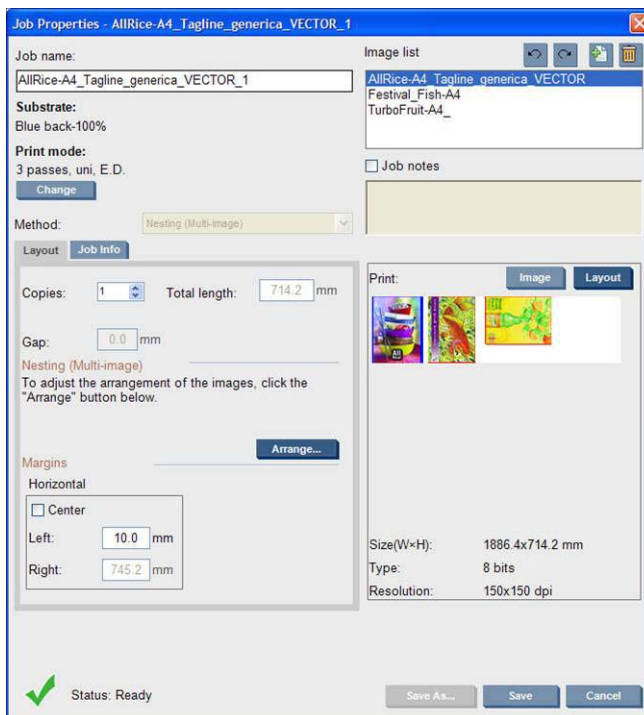 Job Properties - AllRice-A4_Tagline_generica_VECTOR_1
Job name:
AllRice-A4_Tagline_generica_VECTOR_1
Substrate:
Blue back-100%
Print mode:
3 passes, uni, E.D.
Change
Method:
Nesting (Multi-image)
Image list
AllRice-A4_Tagline_generica_VECTOR
Festival_Fish-A4
TurboFruit-A4_
Job notes
Layout
Job Info
Copies:
1
Total length:
714.2 mm
Gap:
0.0 mm
Nesting (Multi-image)
To adjust the arrangement of the images, click the
"Arrange" button below.
Arrange...
Margins
Horizontal
Center
Left:
10.0 mm
Right:
745.2 mm
Print:
Image
Layout
All
Size(W×H): 1886.4x714.2 mm
Type: 8 bits
Resolution: 150x150 dpi
Status: Ready
Save As...
Save
Cancel